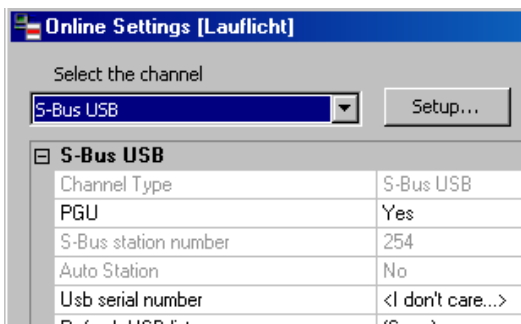 Online Settings [Lauflicht]
Select the channel
S-Bus USB
Setup...
S-Bus USB
Channel Type S-Bus USB
PGU Yes
S-Bus station number 254
Auto Station No
Usb serial number <I don't care...>